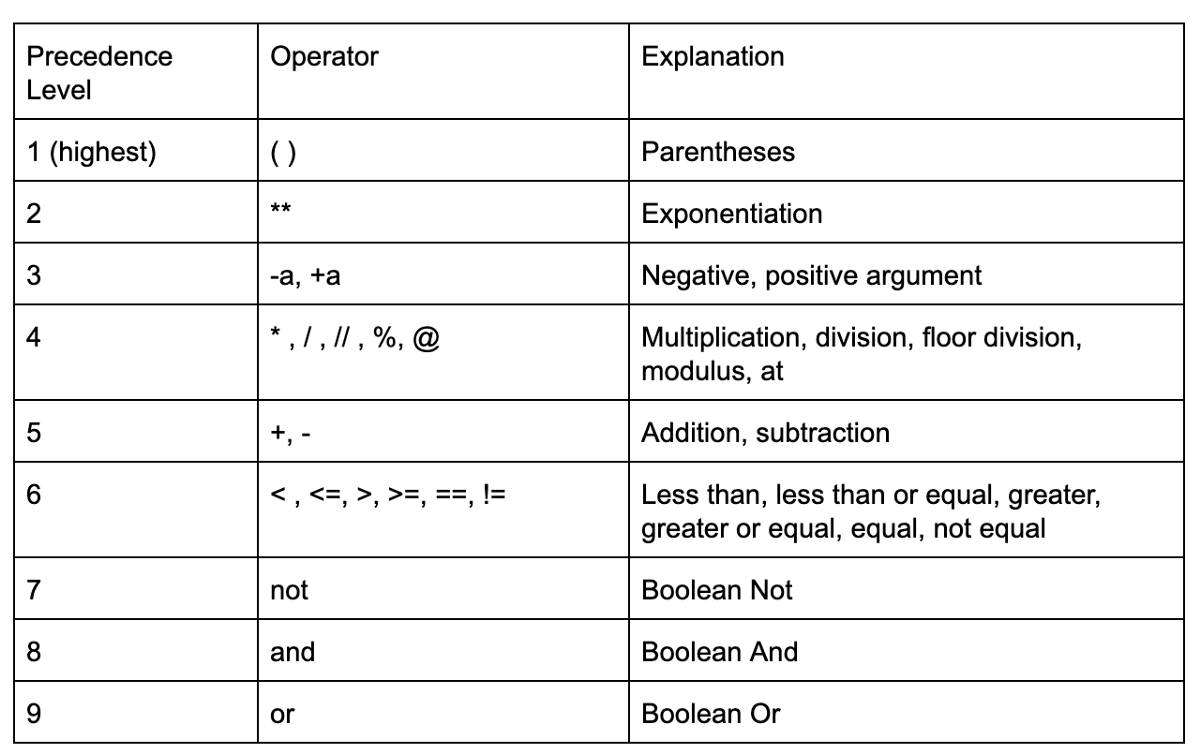 Precedence Level Operator Explanation
1 (highest) ( ) Parentheses
2 ** Exponentiation
3 -a, +a Negative, positive argument
4 * , / , // , %, @ Multiplication, division, floor division, modulus, at
5 +, - Addition, subtraction
6 < , <=, >, >=, ==, != Less than, less than or equal, greater, greater or equal, equal, not equal
7 not Boolean Not
8 and Boolean And
9 or Boolean Or